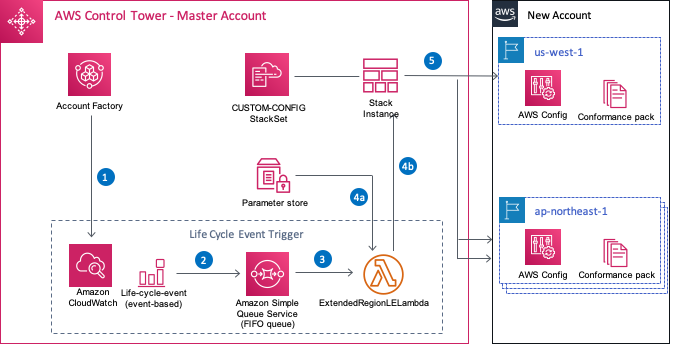 AWS Control Tower - Master Account
aws
New Account
Account Factory
CUSTOM-CONFIG
StackSet
Stack
Instance
5
us-west-1
AWS Config
Conformance pack
1
Parameter store
4a
4b
ap-northeast-1
AWS Config
Conformance pack
Life Cycle Event Trigger
2
3
Amazon
CloudWatch
Life-cycle-event
(event-based)
Amazon Simple
Queue Service
(FIFO queue)
ExtendedRegionLELambda